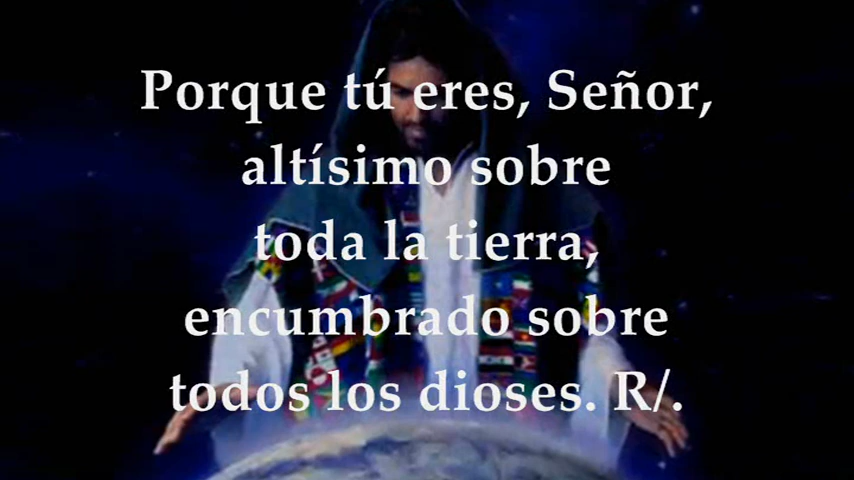 Porque tú eres, Señor,
altísimo sobre
toda la tierra,
encumbrado sobre
todos los dioses. R/.